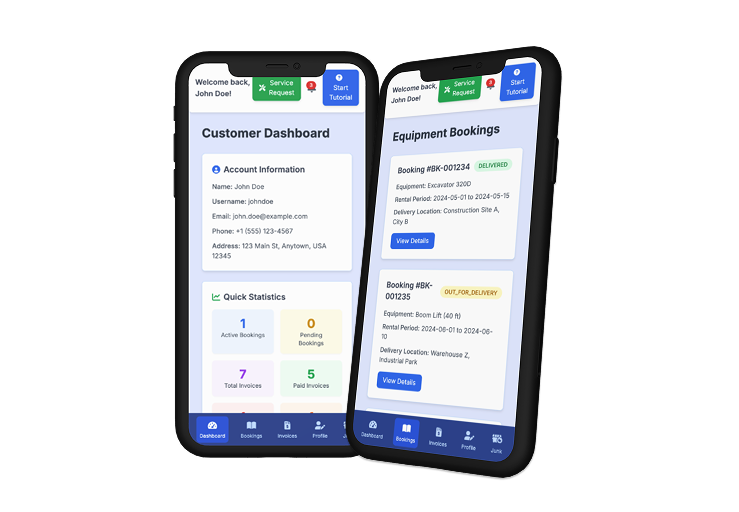 Welcome back,
John Doe!
Service
Request
3
Start
Tutorial
Customer Dashboard
Account Information
Name: John Doe
Username: johndoe
Email: john.doe@example.com
Phone: +1 (555) 123-4567
Address: 123 Main St, Anytown, USA
12345
Quick Statistics
1
Active Bookings
0
Pending
Bookings
7
Total Invoices
5
Paid Invoices
Dashboard
Bookings
Invoices
Profile
Welcome back,
John Doe!
Service
Request
3
Start
Tutorial
Equipment Bookings
Booking #BK-001234
DELIVERED
Equipment: Excavator 320D
Rental Period: 2024-05-01 to 2024-05-15
Delivery Location: Construction Site A,
City B
View Details
Booking #BK-
001235
OUT_FOR_DELIVERY
Equipment: Boom Lift (40 ft)
Rental Period: 2024-06-01 to 2024-06-
10
Delivery Location: Warehouse Z,
Industrial Park
View Details
Dashboard
Bookings
Invoices
Profile
Junk